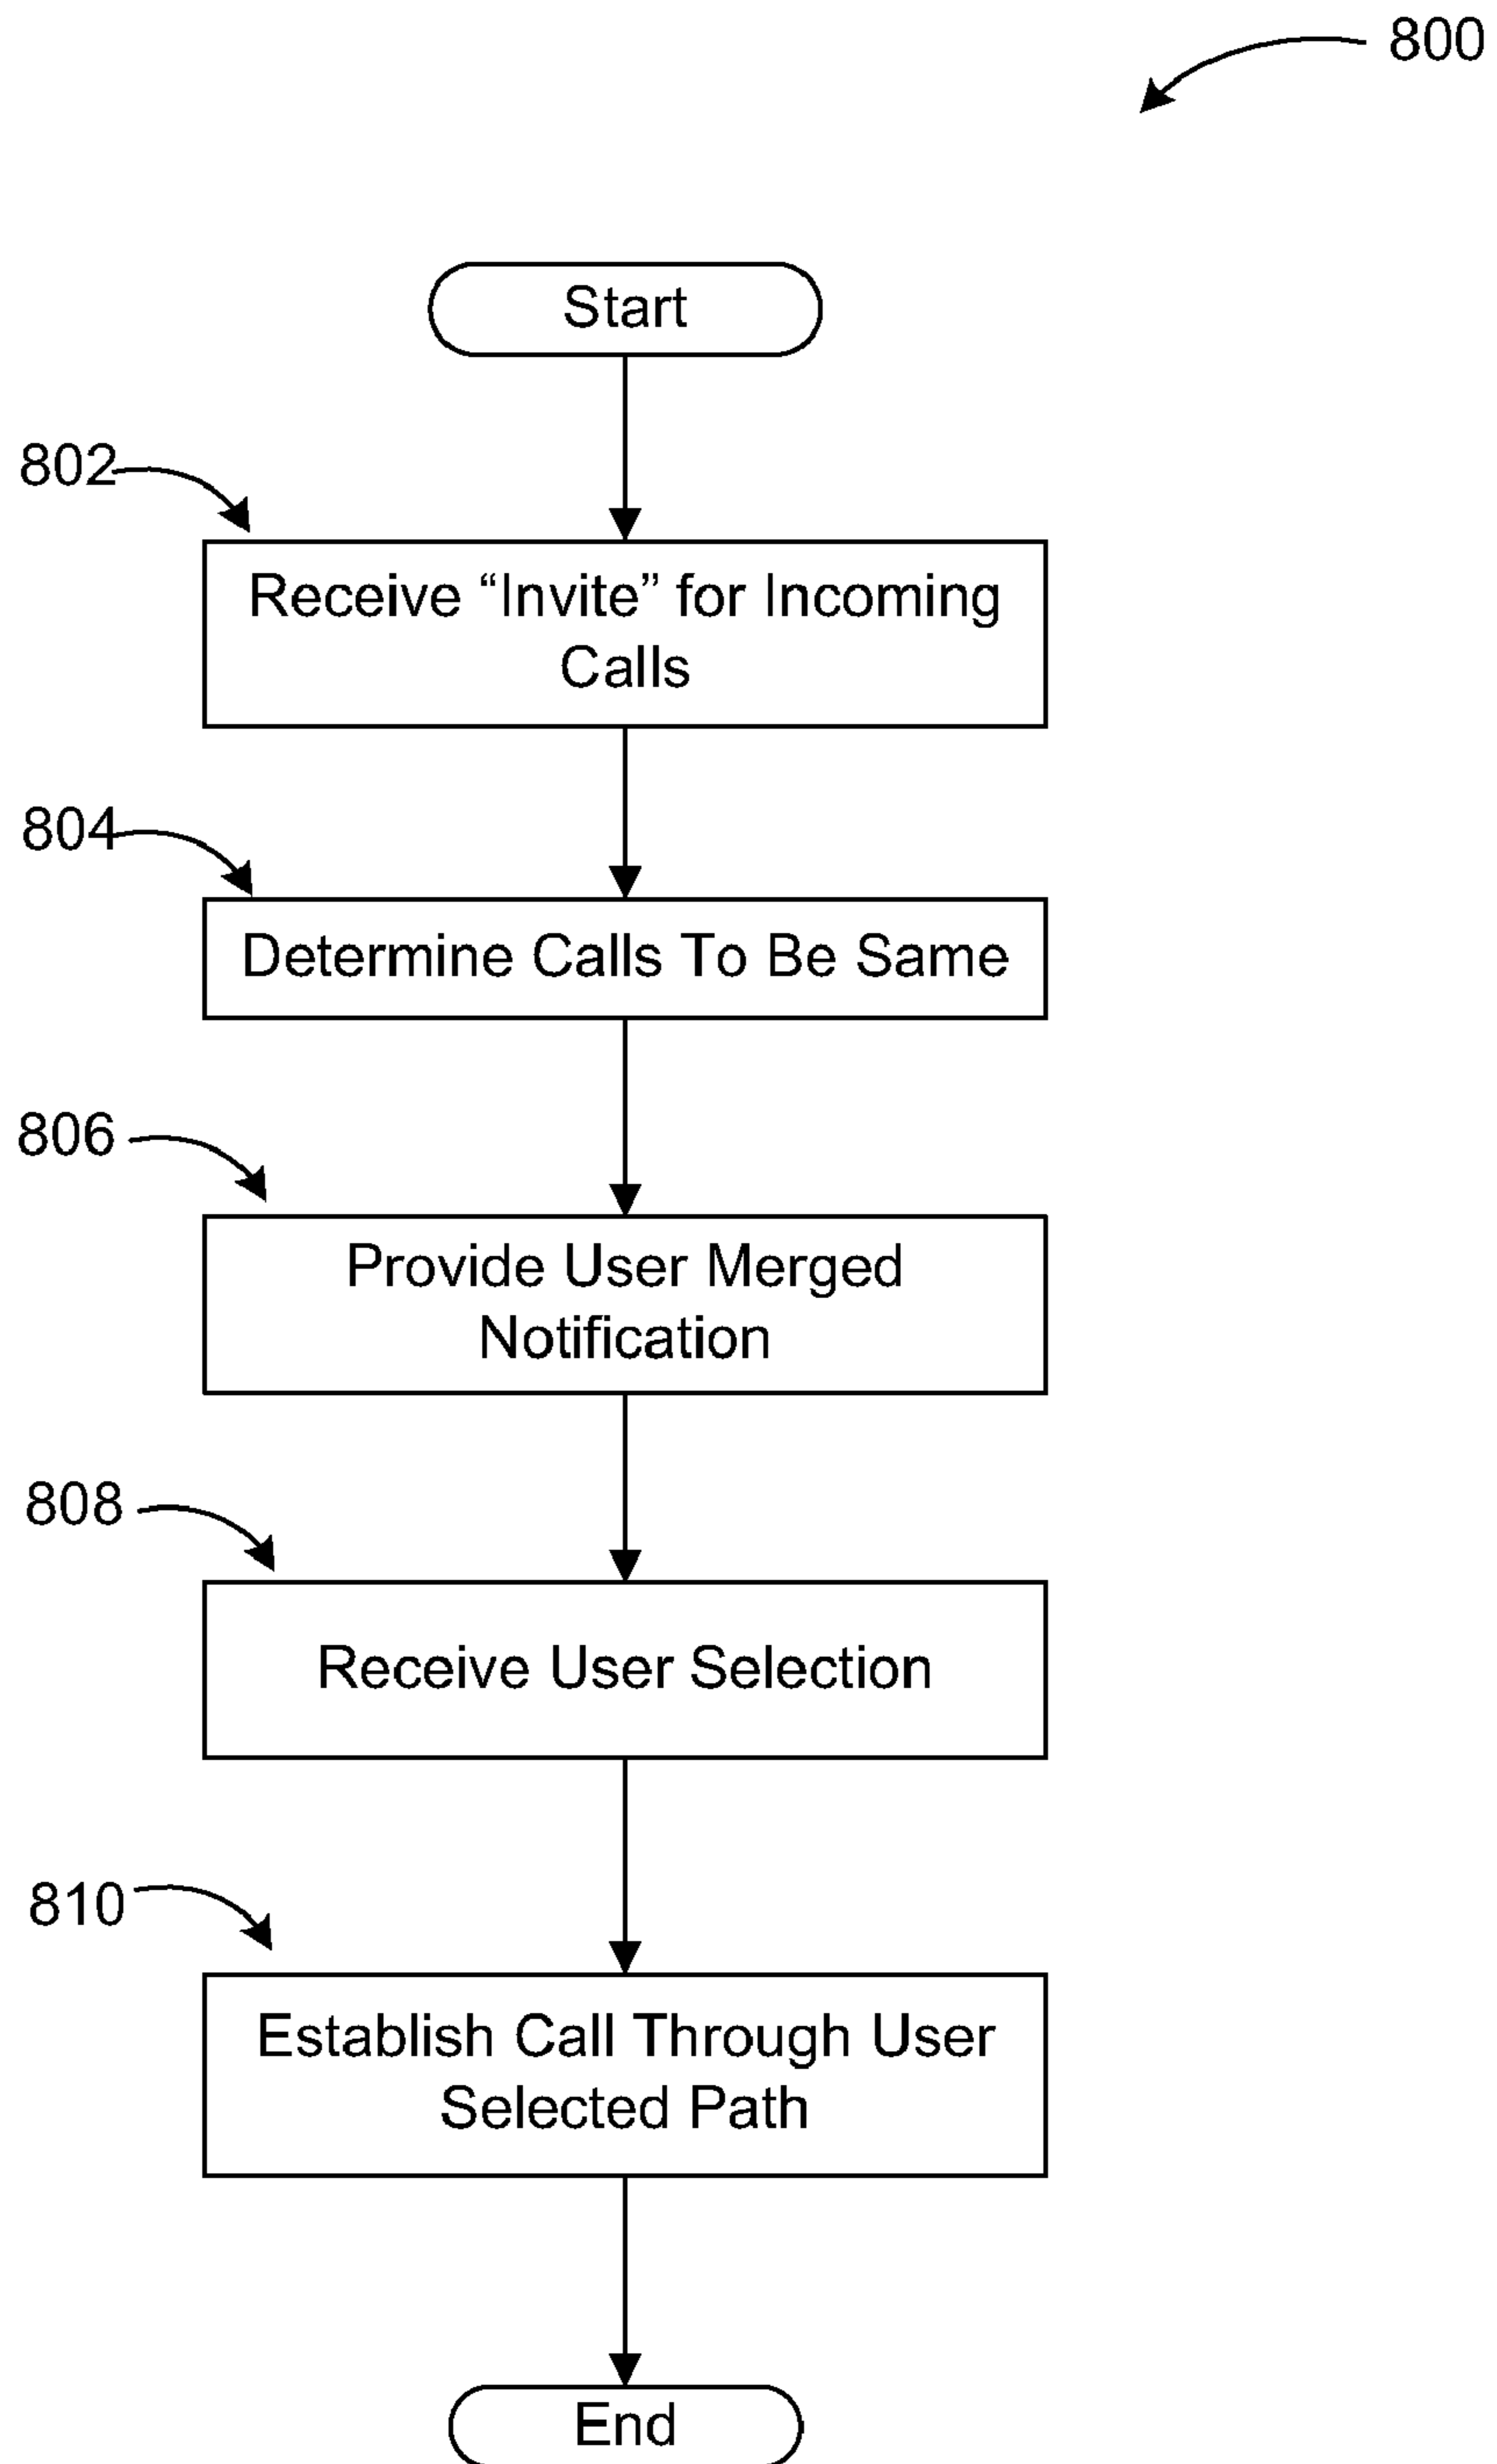 800
Start
802
Receive “Invite” for Incoming
Calls
804
Determine Calls To Be Same
806
Provide User Merged
Notification
808
Receive User Selection
810
Establish Call Through User
Selected Path
End